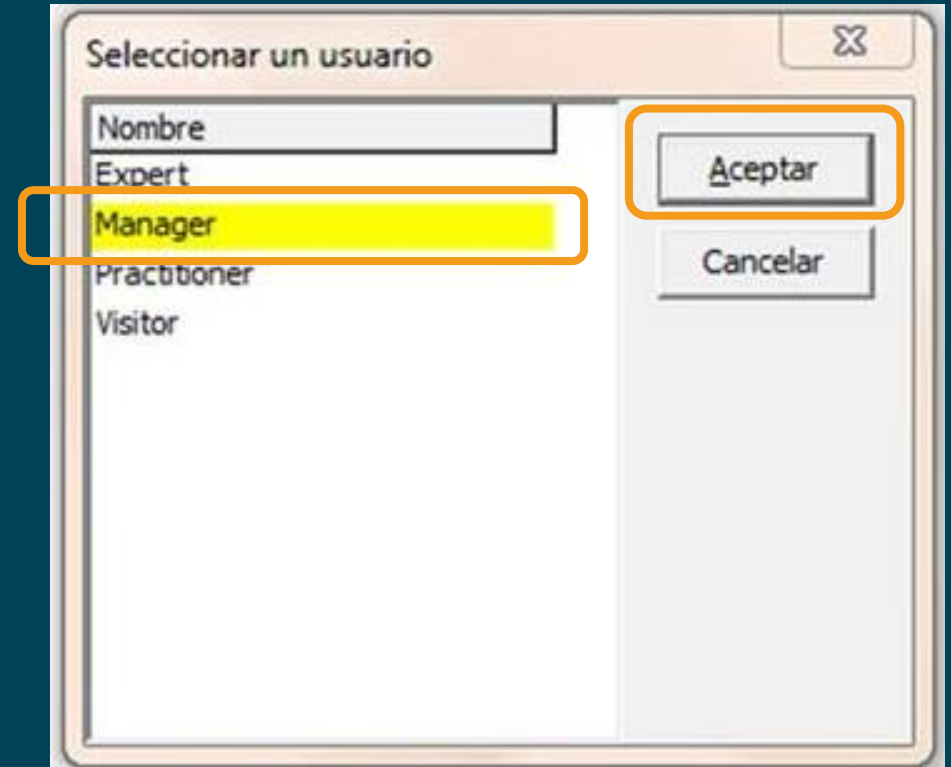 Seleccionar un usuario
Nombre
Expert
Manager
Practitioner
Visitor
Aceptar
Cancelar